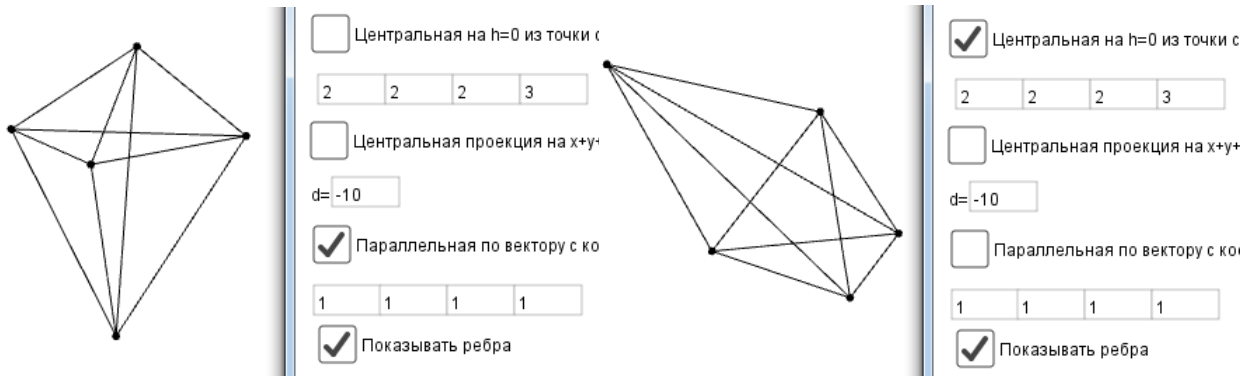 Центральная на h=0 из точки с
2 2 2 3
Центральная проекция на x+y+
d= -10
Параллельная по вектору с ко
1 1 1 1
Показывать ребра
Центральная на h=0 из точки с
2 2 2 3
Центральная проекция на x+y+
d= -10
Параллельная по вектору с ко
1 1 1 1
Показывать ребра